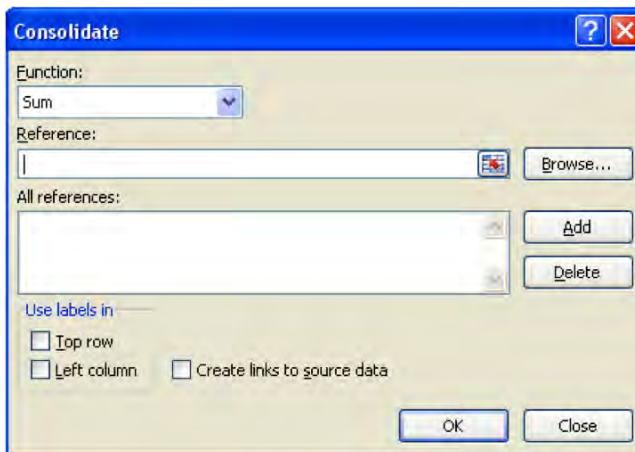 Consolidate
Function:
Sum
Reference:
Browse...
All references:
Add
Delete
Use labels in
Top row
Left column Create links to source data
OK Close